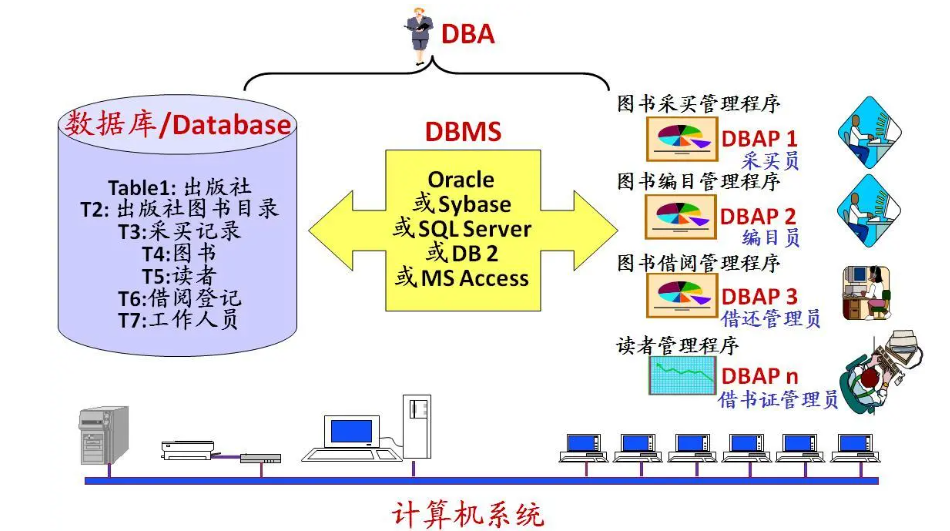 DBA
数据库/Database
Table1: 出版社
T2: 出版社图书目录
T3:采买记录
T4:图书
T5:读者
T6:借阅登记
T7:工作人员
DBMS
Oracle
或Sybase
或SQL Server
或DB 2
或MS Access
图书采买管理程序
DBAP 1
采买员
图书编目管理程序
DBAP 2
编目员
图书借阅管理程序
DBAP 3
借还管理员
读者管理程序
DBAP n
借书证管理员
计算机系统